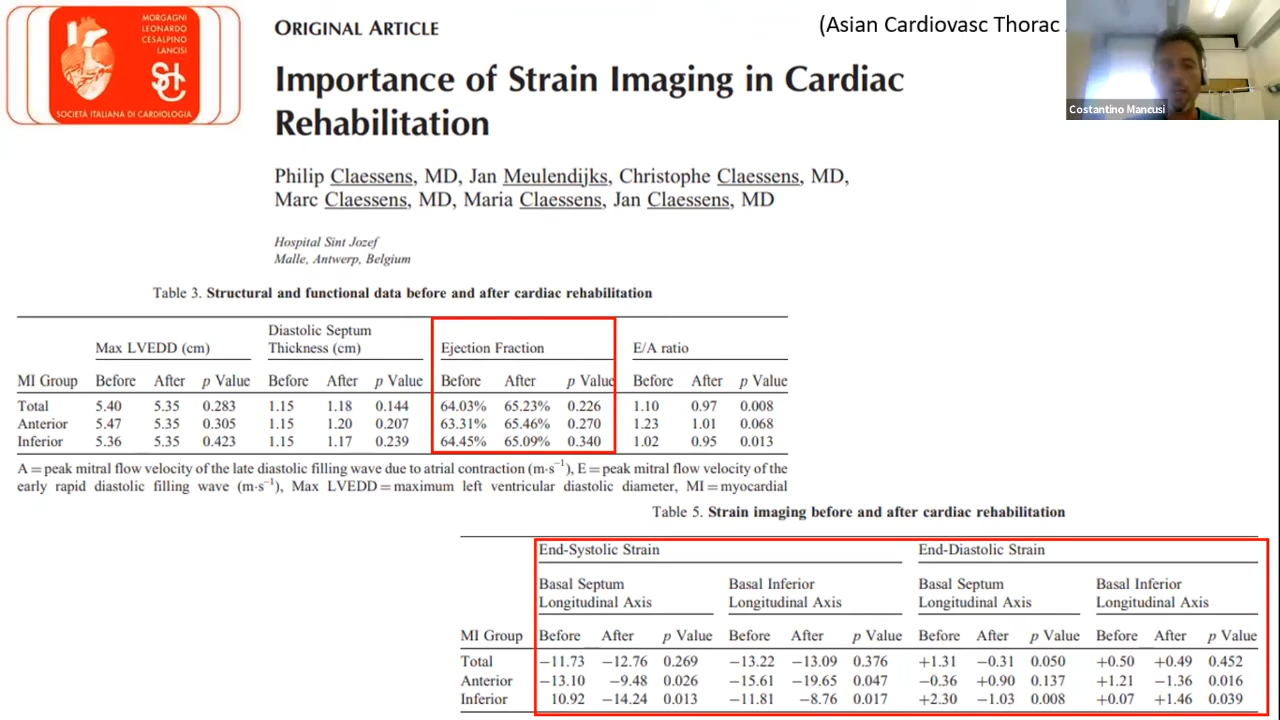 MORGAGNI
LEONARDO
CESALPINO
LANCISI
SIC
SOCIETÀ ITALIANA DI CARDIOLOGIA
ORIGINAL ARTICLE
(Asian Cardiovasc Thorac
Costantino Mancusi
Importance of Strain Imaging in Cardiac
Rehabilitation
Philip Claessens, MD, Jan Meulendijks, Christophe Claessens, MD,
Marc Claessens, MD, Maria Claessens, Jan Claessens, MD
Hospital Sint Jozef
Malle, Antwerp, Belgium
Table 3. Structural and functional data before and after cardiac rehabilitation
Max LVEDD (cm) Diastolic Septum Thickness (cm) Ejection Fraction E/A ratio
MI Group Before After p Value Before After p Value Before After p Value Before After p Value
Total 5.40 5.35 0.283 1.15 1.18 0.144 64.03% 65.23% 0.226 1.10 0.97 0.008
Anterior 5.47 5.35 0.305 1.15 1.20 0.207 63.31% 65.46% 0.270 1.23 1.01 0.068
Inferior 5.36 5.35 0.423 1.15 1.17 0.239 64.45% 65.09% 0.340 1.02 0.95 0.013
A = peak mitral flow velocity of the late diastolic filling wave due to atrial contraction (m·s⁻¹), E = peak mitral flow velocity of the
early rapid diastolic filling wave (m·s⁻¹), Max LVEDD = maximum left ventricular diastolic diameter, MI = myocardial
Table 5. Strain imaging before and after cardiac rehabilitation
End-Systolic Strain End-Diastolic Strain
Basal Septum Basal Inferior Basal Septum Basal Inferior
Longitudinal Axis Longitudinal Axis Longitudinal Axis Longitudinal Axis
MI Group Before After p Value Before After p Value Before After p Value Before After p Value
Total −11.73 −12.76 0.269 −13.22 −13.09 0.376 +1.31 −0.31 0.050 +0.50 +0.49 0.452
Anterior −13.10 −9.48 0.026 −15.61 −19.65 0.047 −0.36 +0.90 0.137 +1.21 −1.36 0.016
Inferior 10.92 −14.24 0.013 −11.81 −8.76 0.017 +2.30 −1.03 0.008 +0.07 +1.46 0.039